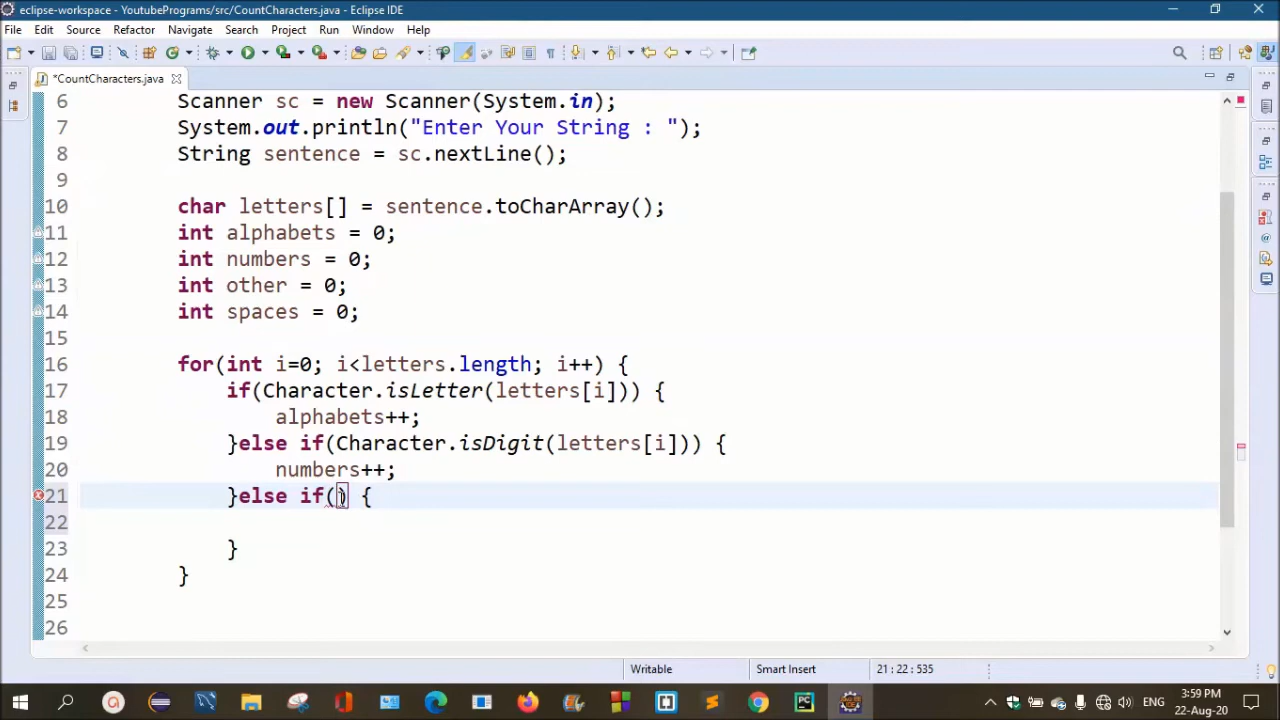 eclipse-workspace - YoutubePrograms/src/CountCharacters.java - Eclipse IDE
File Edit Source Refactor Navigate Search Project Run Window Help
*CountCharacters.java
6 Scanner sc = new Scanner(System.in);
7 System.out.println("Enter Your String : ");
8 String sentence = sc.nextLine();
9
10 char letters[] = sentence.toCharArray();
11 int alphabets = 0;
12 int numbers = 0;
13 int other = 0;
14 int spaces = 0;
15
16 for(int i=0; i<letters.length; i++) {
17 if(Character.isLetter(letters[i])) {
18 alphabets++;
19 }else if(Character.isDigit(letters[i])) {
20 numbers++;
21 }else if() {
22
23 }
24 }
25
26
Writable Smart Insert 21 : 22 : 535
ENG 3:59 PM
22-Aug-20